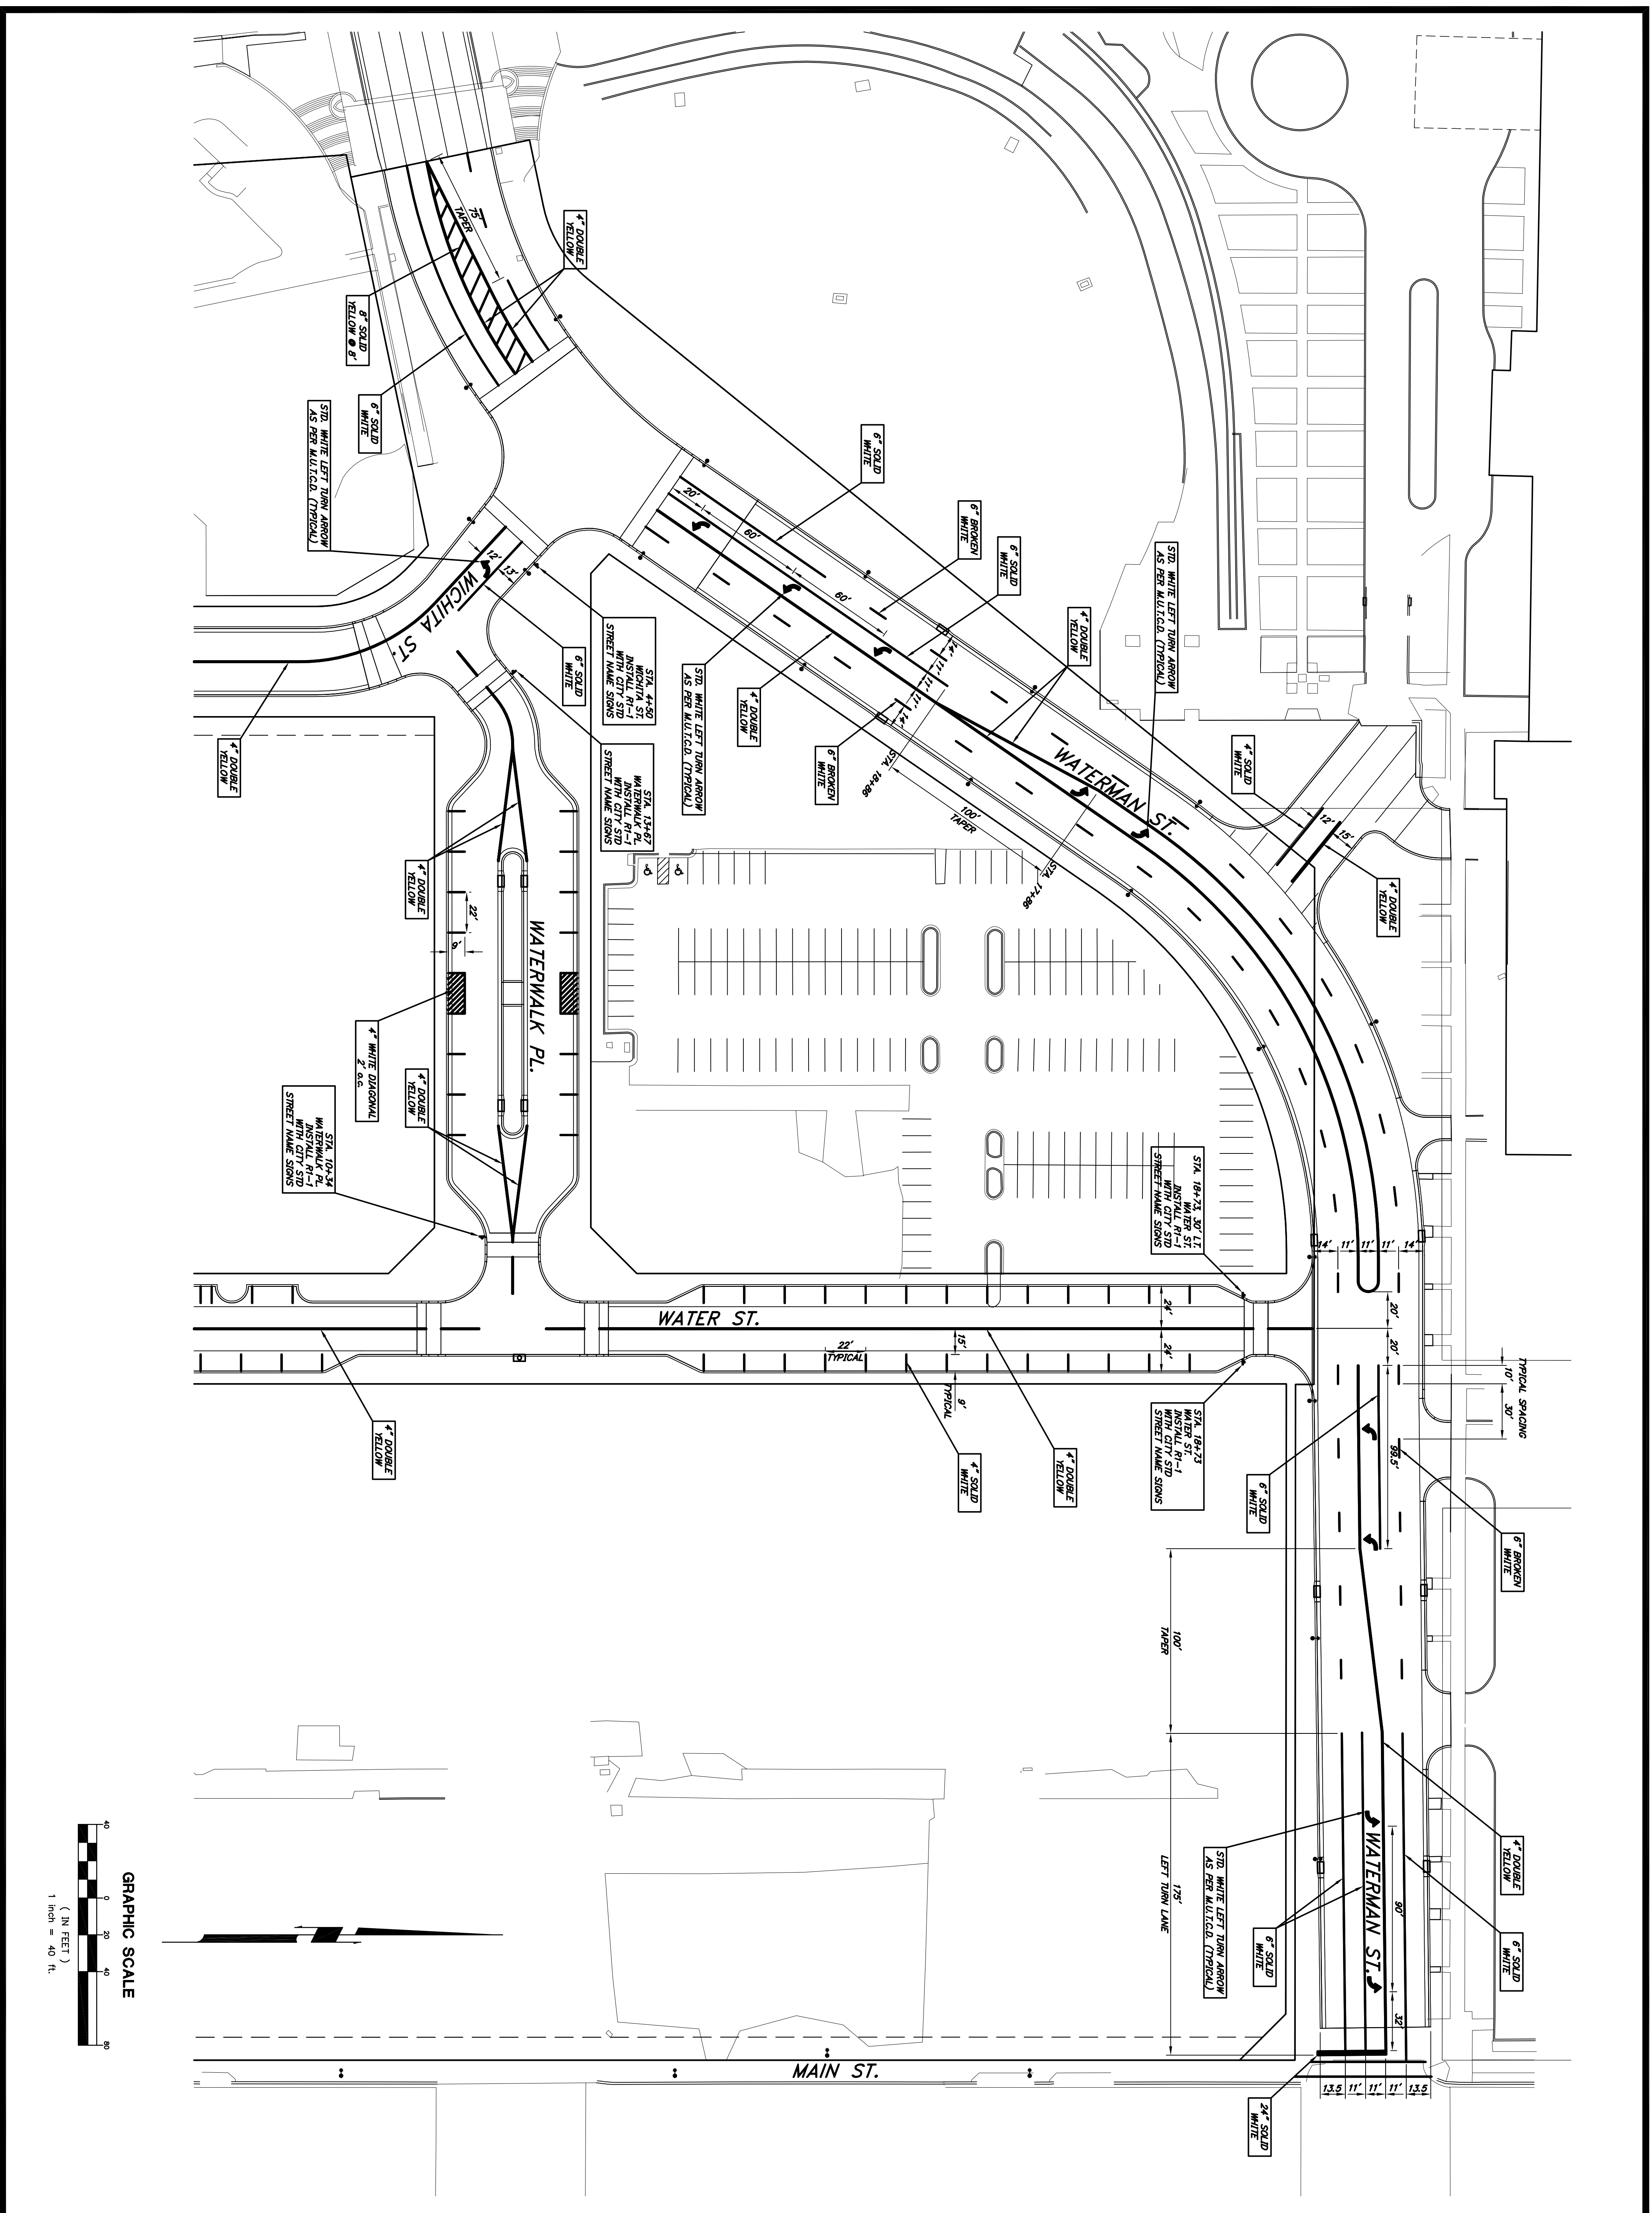 75'
TAPER
4" DOUBLE
YELLOW
8" SOLID
YELLOW @ 8'
6" SOLID
WHITE
STD. WHITE LEFT TURN ARROW
AS PER M.U.T.C.D. (TYPICAL)
6" SOLID
WHITE
6" BROKEN
WHITE
6" SOLID
WHITE
STD. WHITE LEFT TURN ARROW
AS PER M.U.T.C.D. (TYPICAL)
20'
60'
60'
12'
13'
WICHITA ST.
STA. 4+50
WICHITA ST.
INSTALL R1-1
WITH CITY STD
STREET NAME SIGNS
6" SOLID
WHITE
STD. WHITE LEFT TURN ARROW
AS PER M.U.T.C.D. (TYPICAL)
4" DOUBLE
YELLOW
4" DOUBLE
YELLOW
14'
11'
11'
11'
14'
6" BROKEN
WHITE
STA. 18+86
WATERMAN ST.
100'
TAPER
STA. 17+86
4" SOLID
WHITE
12'
15'
4" DOUBLE
YELLOW
4" DOUBLE
YELLOW
STA. 13+67
WATERWALK PL.
INSTALL R1-1
WITH CITY STD
STREET NAME SIGNS
4" DOUBLE
YELLOW
22'
9'
WATERWALK PL.
4" WHITE DIAGONAL
2' o.c.
4" DOUBLE
YELLOW
STA. 10+34
WATERWALK PL.
INSTALL R1-1
WITH CITY STD
STREET NAME SIGNS
STA. 18+73, 30' LT
WATER ST.
INSTALL R1-1
WITH CITY STD
STREET NAME SIGNS
14'
11'
11'
11'
14'
20'
20'
WATER ST.
24'
24'
15'
22'
TYPICAL
9'
TYPICAL
TYPICAL SPACING
10'
30'
99.5'
4" DOUBLE
YELLOW
4" SOLID
WHITE
4" DOUBLE
YELLOW
STA. 18+73
WATER ST.
INSTALL R1-1
WITH CITY STD
STREET NAME SIGNS
6" SOLID
WHITE
6" BROKEN
WHITE
100'
TAPER
175'
LEFT TURN LANE
4" DOUBLE
YELLOW
6" SOLID
WHITE
WATERMAN ST.
90'
32'
STD. WHITE LEFT TURN ARROW
AS PER M.U.T.C.D. (TYPICAL)
6" SOLID
WHITE
MAIN ST.
13.5
11'
11'
11'
13.5
24" SOLID
WHITE
GRAPHIC SCALE
40
0
20
40
80
( IN FEET )
1 inch = 40 ft.